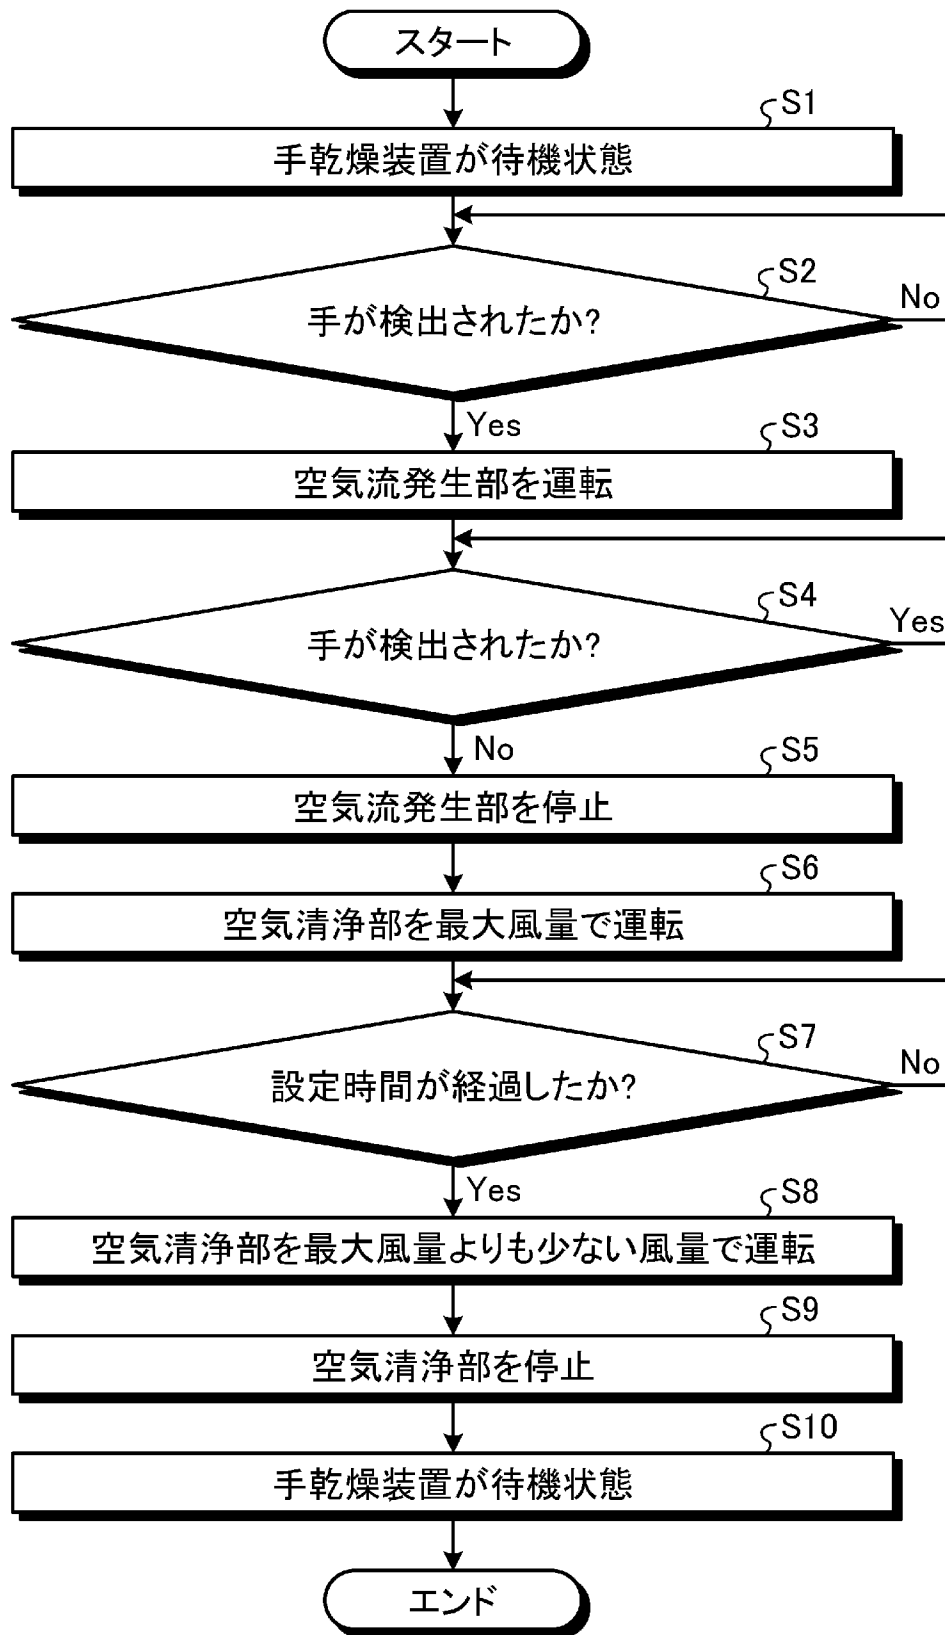 スタート
S1
手乾燥装置が待機状態
S2
手が検出されたか?
No
Yes
S3
空気流発生部を運転
S4
手が検出されたか?
Yes
No
S5
空気流発生部を停止
S6
空気清浄部を最大風量で運転
S7
設定時間が経過したか?
No
Yes
S8
空気清浄部を最大風量よりも少ない風量で運転
S9
空気清浄部を停止
S10
手乾燥装置が待機状態
エンド